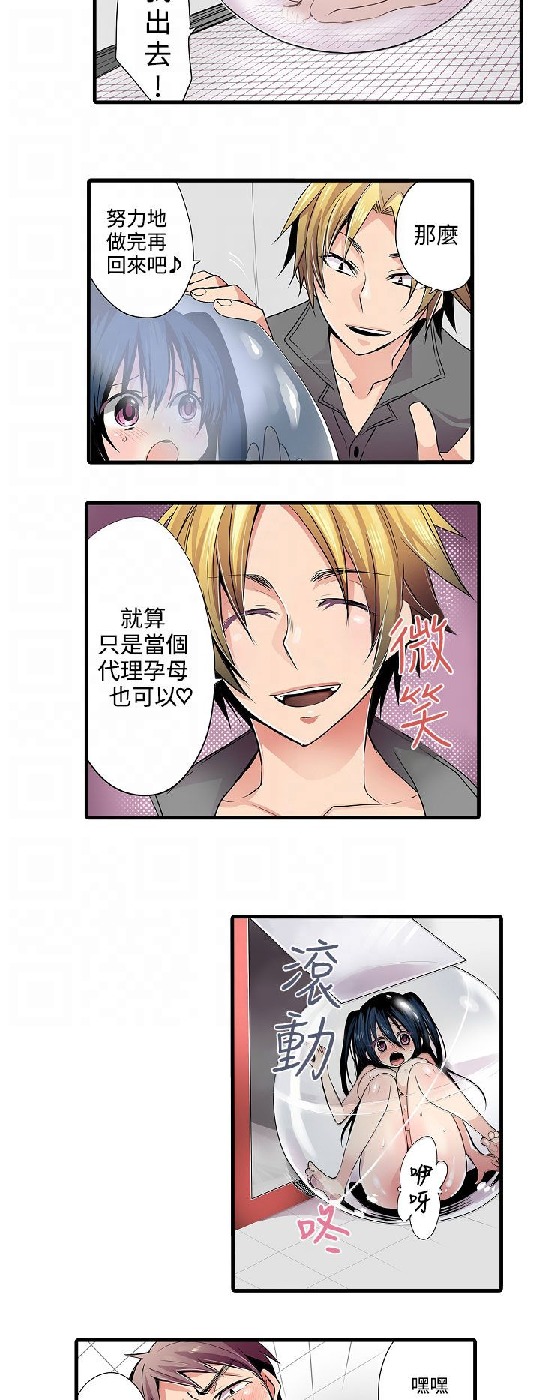 出去！
那麼
努力地
做完再
回來吧♪
就算
只是當個
代理孕母
也可以♡
微笑
滾動
咿呀
咚
嘿嘿